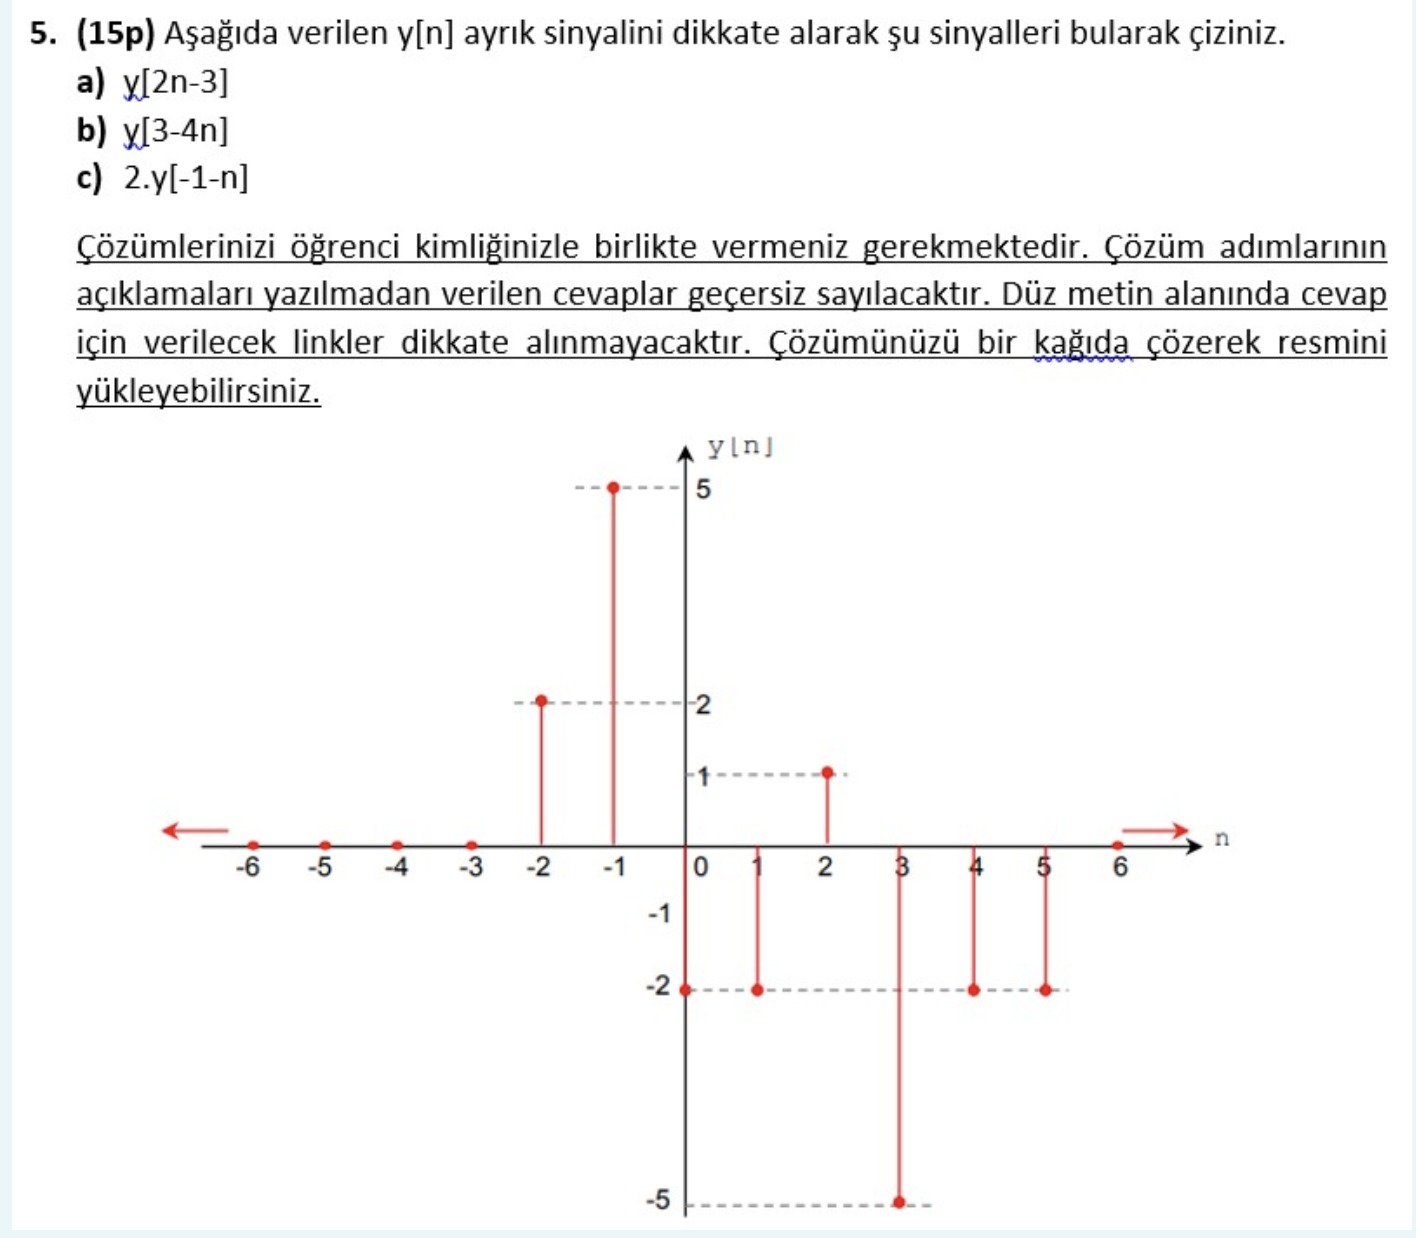 5. (15p) Aşağıda verilen y[n] ayrık sinyalini dikkate alarak şu sinyalleri bularak çiziniz.
a) y[2n-3]
b) y[3-4n]
c) 2.y[-1-n]
Çözümlerinizi öğrenci kimliğinizle birlikte vermeniz gerekmektedir. Çözüm adımlarının
açıklamaları yazılmadan verilen cevaplar geçersiz sayılacaktır. Düz metin alanında cevap
için verilecek linkler dikkate alınmayacaktır. Çözümünüzü bir kağıda çözerek resmini
yükleyebilirsiniz.
y[n]
5
2
1
n
-6 -5 -4 -3 -2 -1 0 1 2 3 4 5 6
-1
-2
-5